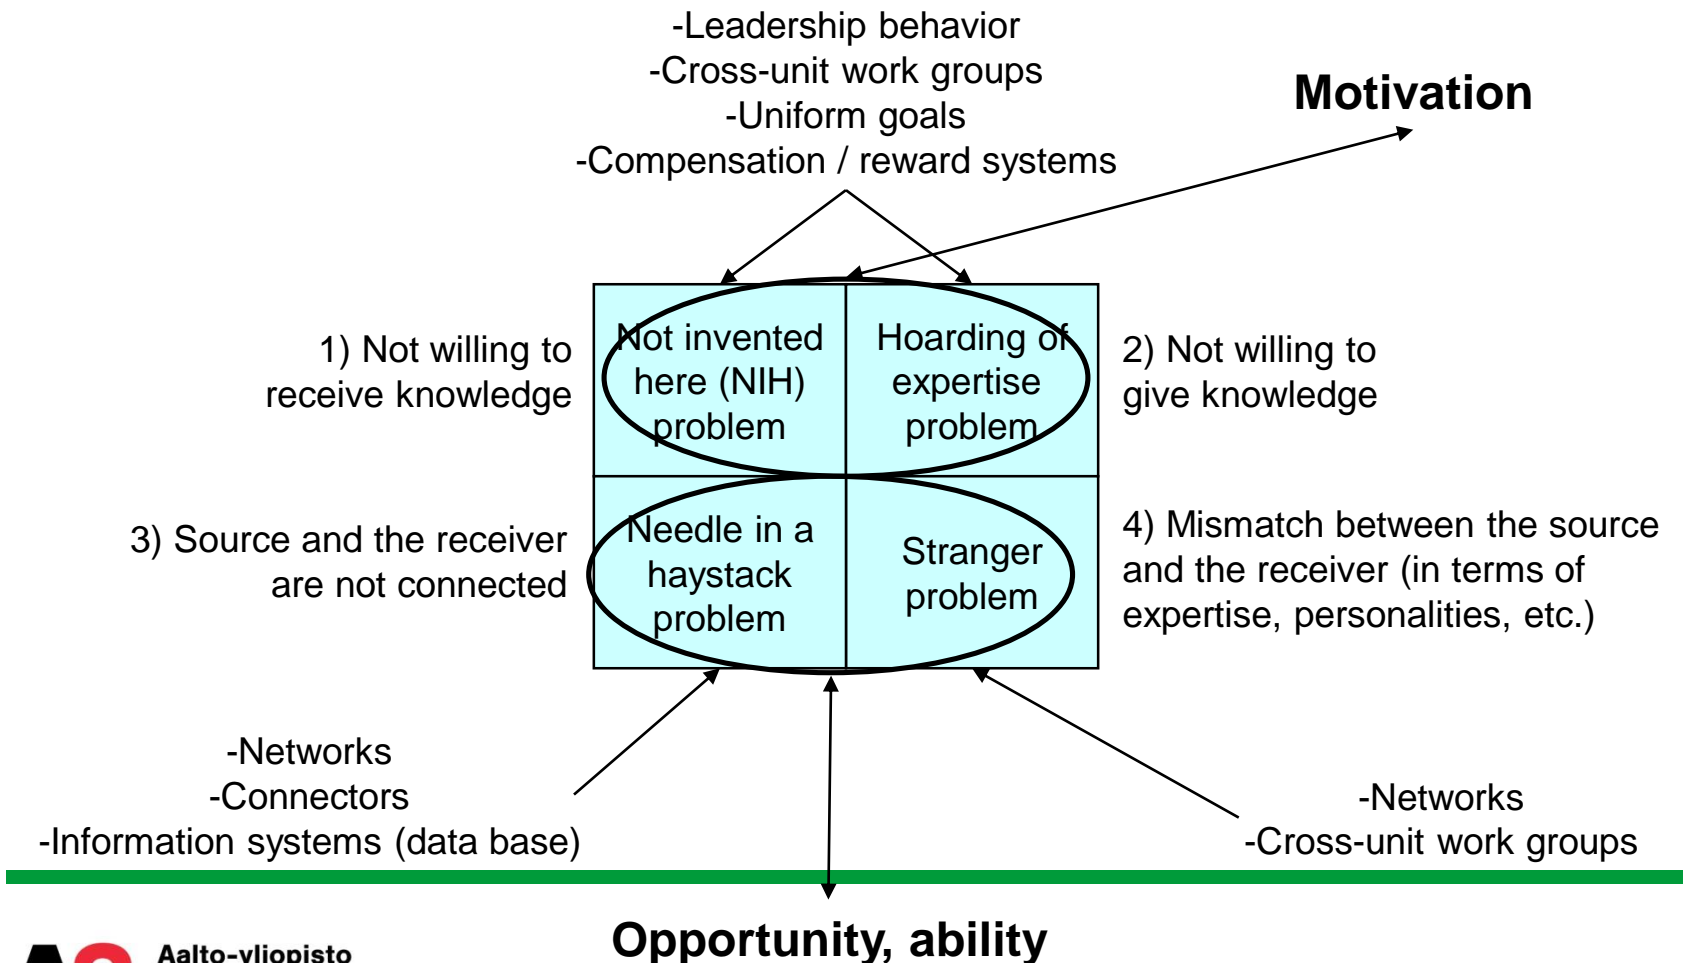 -Leadership behavior
-Cross-unit work groups
-Uniform goals
-Compensation / reward systems
Motivation
1) Not willing to
receive knowledge
Not invented
here (NIH)
problem
Hoarding of
expertise
problem
2) Not willing to
give knowledge
3) Source and the receiver
are not connected
Needle in a
haystack
problem
Stranger
problem
4) Mismatch between the source
and the receiver (in terms of
expertise, personalities, etc.)
-Networks
-Connectors
-Information systems (data base)
-Networks
-Cross-unit work groups
Opportunity, ability
Aalto-yliopisto